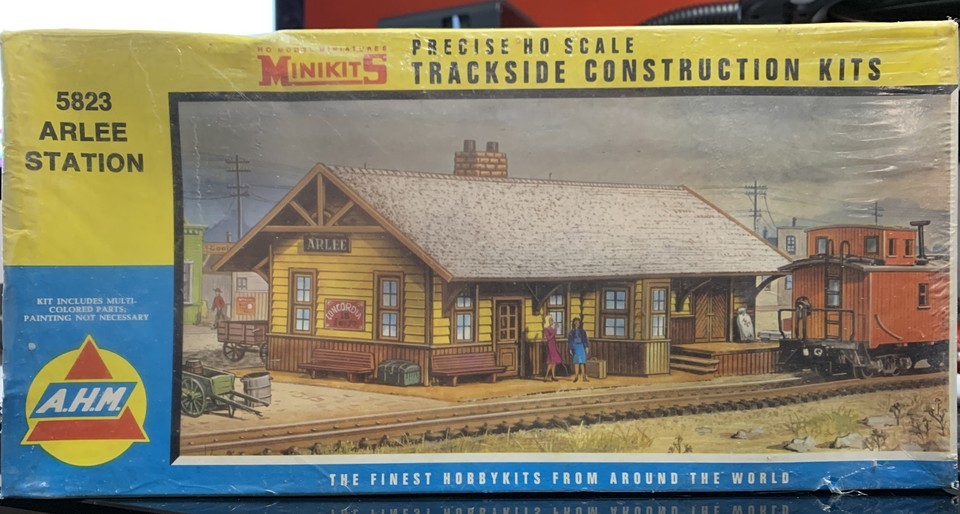 HO MODEL MINIATURES
MINIKITS
PRECISE HO SCALE
TRACKSIDE CONSTRUCTION KITS
5823
ARLEE
STATION
ARLEE
CONCORDIA
KIT INCLUDES MULTI-
COLORED PARTS;
PAINTING NOT NECESSARY
A.H.M.
THE FINEST HOBBYKITS FROM AROUND THE WORLD